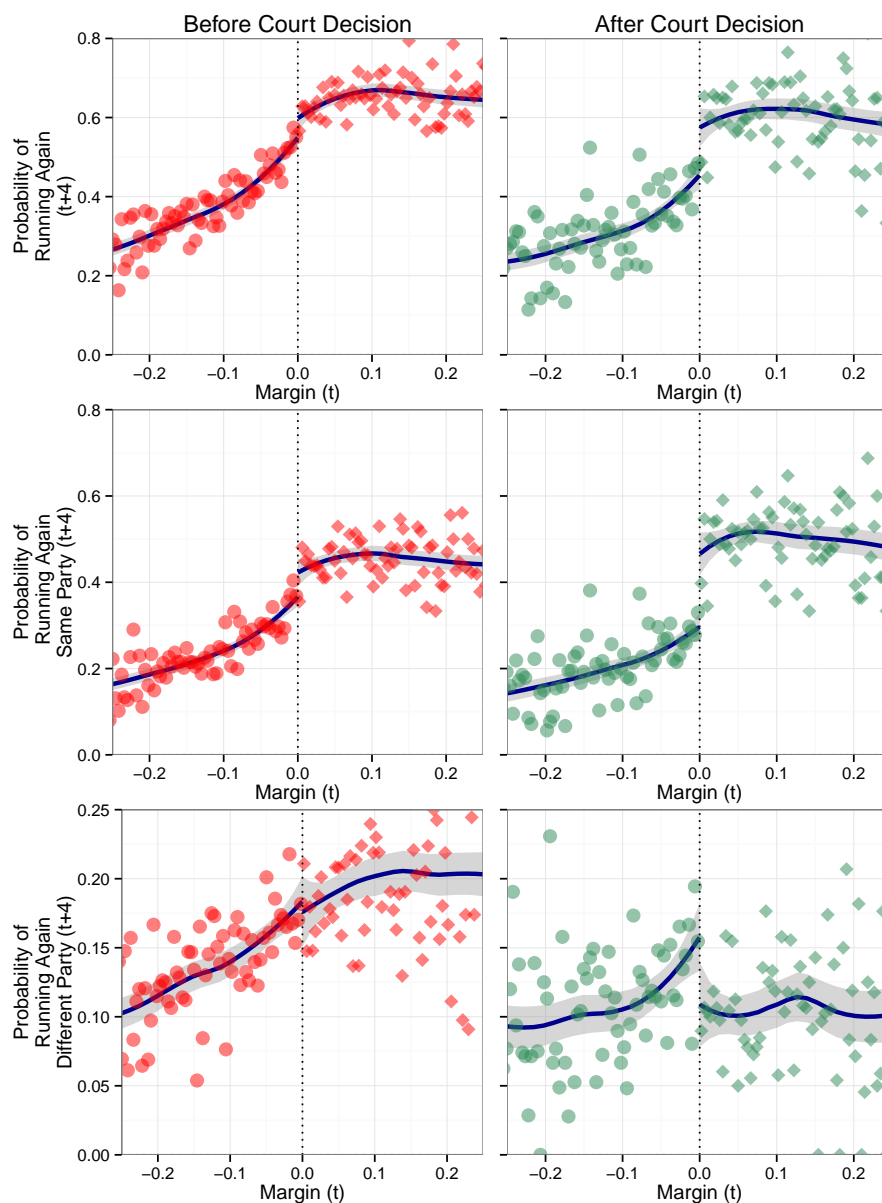 Before Court Decision
After Court Decision
Probability of
Running Again
(t+4)
0.8
0.6
0.4
0.2
0.0
−0.2 −0.1 0.0 0.1 0.2
Margin (t)
−0.2 −0.1 0.0 0.1 0.2
Margin (t)
Probability of
Running Again
Same Party (t+4)
0.8
0.6
0.4
0.2
0.0
−0.2 −0.1 0.0 0.1 0.2
Margin (t)
−0.2 −0.1 0.0 0.1 0.2
Margin (t)
Probability of
Running Again
Different Party (t+4)
0.25
0.20
0.15
0.10
0.05
0.00
−0.2 −0.1 0.0 0.1 0.2
Margin (t)
−0.2 −0.1 0.0 0.1 0.2
Margin (t)